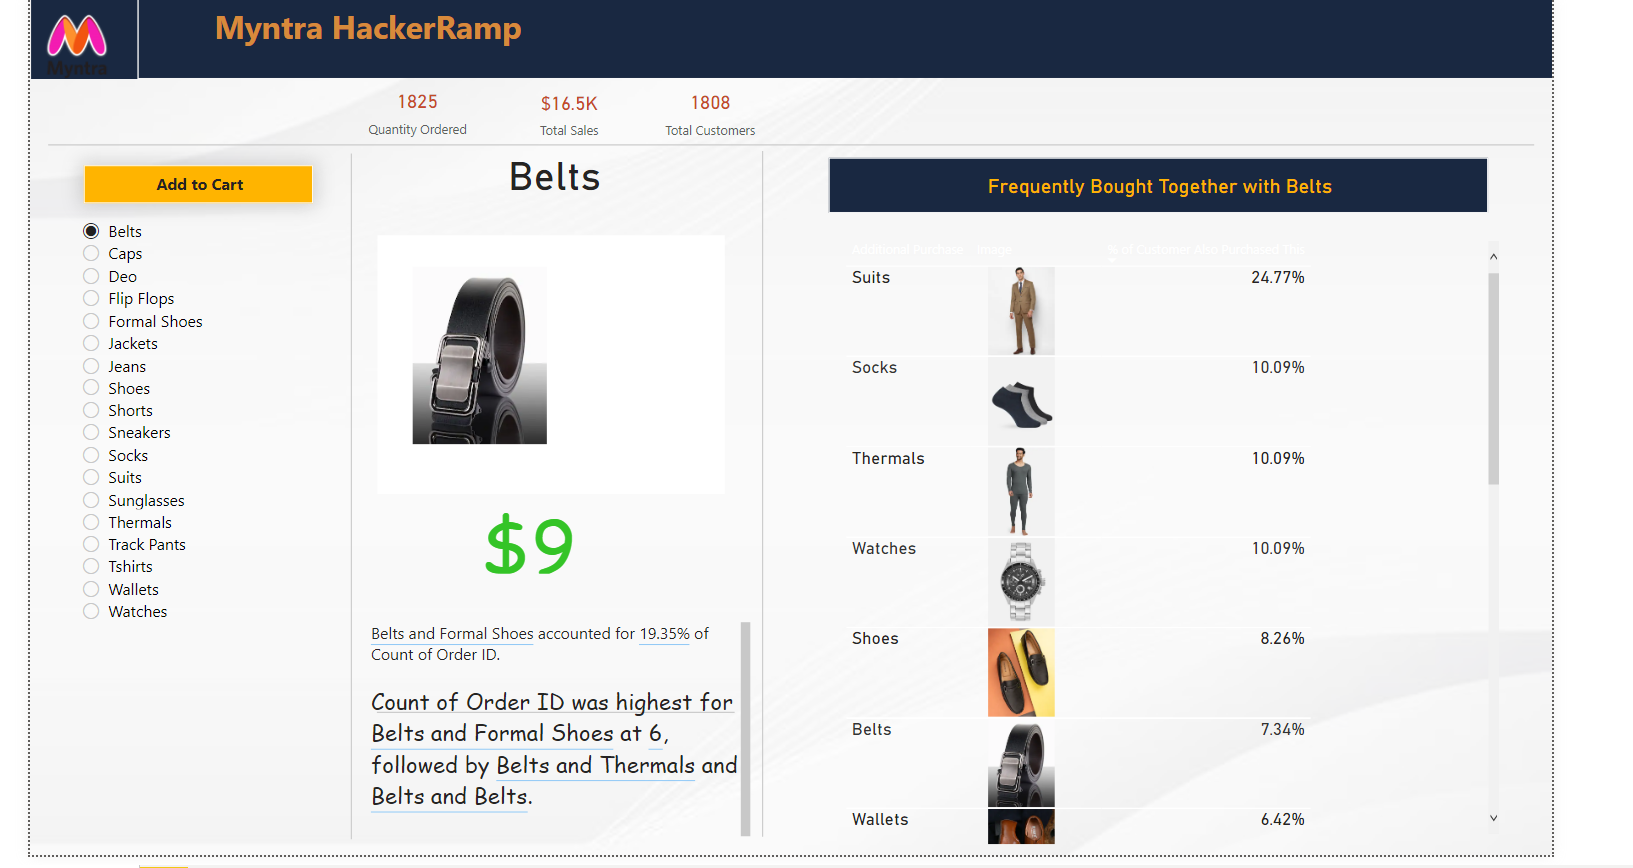 Myntra
Myntra HackerRamp
1825
Quantity Ordered
$16.5K
Total Sales
1808
Total Customers
Add to Cart
Belts
Caps
Deo
Flip Flops
Formal Shoes
Jackets
Jeans
Shoes
Shorts
Sneakers
Socks
Suits
Sunglasses
Thermals
Track Pants
Tshirts
Wallets
Watches
Belts
$9
Belts and Formal Shoes accounted for 19.35% of
Count of Order ID.
Count of Order ID was highest for
Belts and Formal Shoes at 6,
followed by Belts and Thermals and
Belts and Belts.
Frequently Bought Together with Belts
Additional Purchase Image % of Customer Also Purchased This
Suits 24.77%
Socks 10.09%
Thermals 10.09%
Watches 10.09%
Shoes 8.26%
Belts 7.34%
Wallets 6.42%